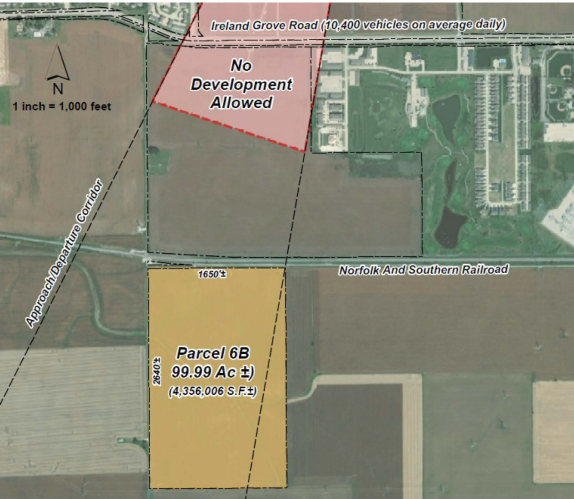 Ireland Grove Road (10,400 vehicles on average daily)
No
Development
Allowed
N
1 inch = 1,000 feet
Approach/Departure Corridor
Norfolk And Southern Railroad
1650'±
2640'±
Parcel 6B
99.99 Ac ±)
(4,356,006 S.F.±)